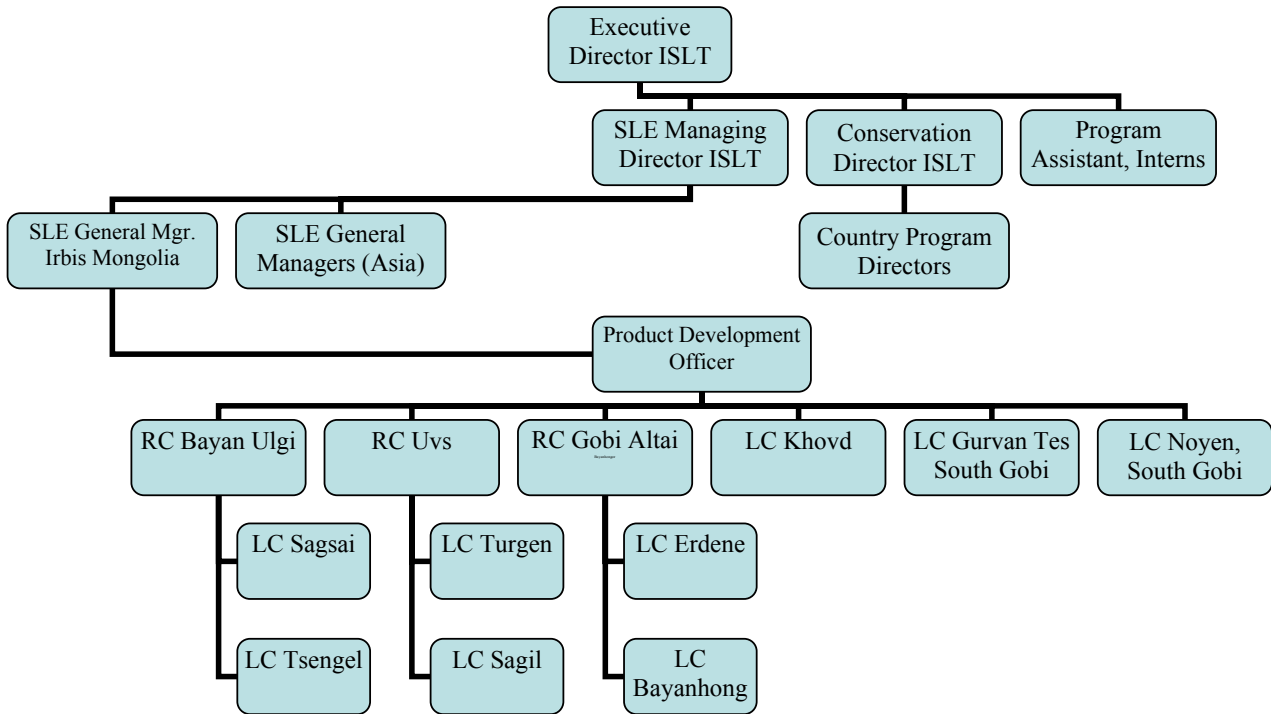 Executive
Director ISLT
SLE Managing
Director ISLT
Conservation
Director ISLT
Program
Assistant, Interns
SLE General Mgr.
Irbis Mongolia
SLE General
Managers (Asia)
Country Program
Directors
Product Development
Officer
RC Bayan Ulgi
RC Uvs
RC Gobi Altai
LC Khovd
LC Gurvan Tes
South Gobi
LC Noyen,
South Gobi
LC Sagsai
LC Turgen
LC Erdene
LC Tsengel
LC Sagil
LC
Bayanhong